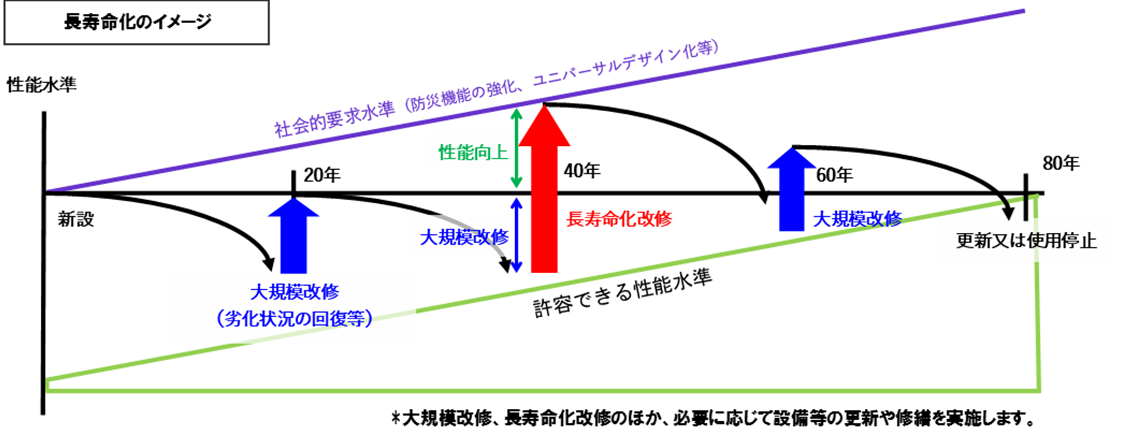 長寿命化のイメージ
性能水準
社会的要求水準（防災機能の強化、ユニバーサルデザイン化等）
性能向上
20年
40年
60年
80年
新設
大規模改修
長寿命化改修
大規模改修
更新又は使用停止
大規模改修
（劣化状況の回復等）
許容できる性能水準
*大規模改修、長寿命化改修のほか、必要に応じて設備等の更新や修繕を実施します。